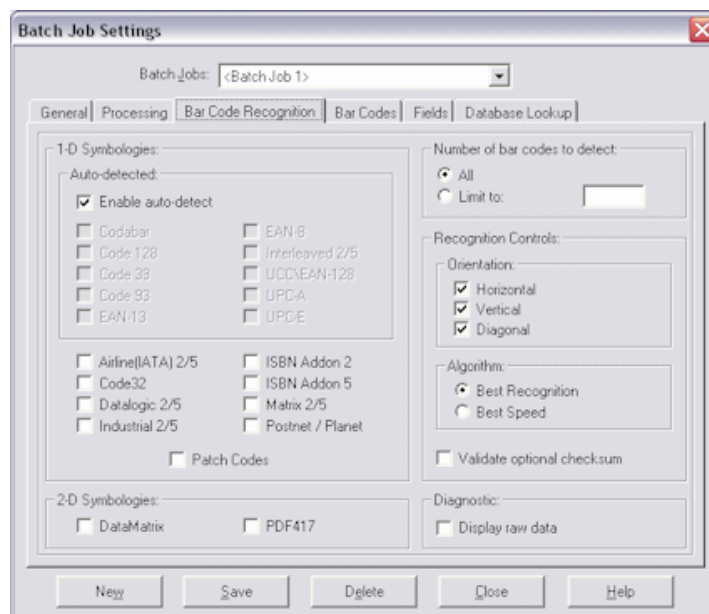 Batch Job Settings
Batch Jobs: <Batch Job 1>
General Processing Bar Code Recognition Bar Codes Fields Database Lookup
1-D Symbologies:
Auto-detected:
Enable auto-detect
Codabar EAN-8
Code 128 Interleaved 2/5
Code 39 UCC\EAN-128
Code 93 UPC-A
EAN-13 UPC-E
Airline(IATA) 2/5 ISBN Addon 2
Code32 ISBN Addon 5
Datalogic 2/5 Matrix 2/5
Industrial 2/5 Postnet / Planet
Patch Codes
2-D Symbologies:
DataMatrix PDF417
Number of bar codes to detect:
All
Limit to:
Recognition Controls:
Orientation:
Horizontal
Vertical
Diagonal
Algorithm:
Best Recognition
Best Speed
Validate optional checksum
Diagnostic:
Display raw data
New Save Delete Close Help